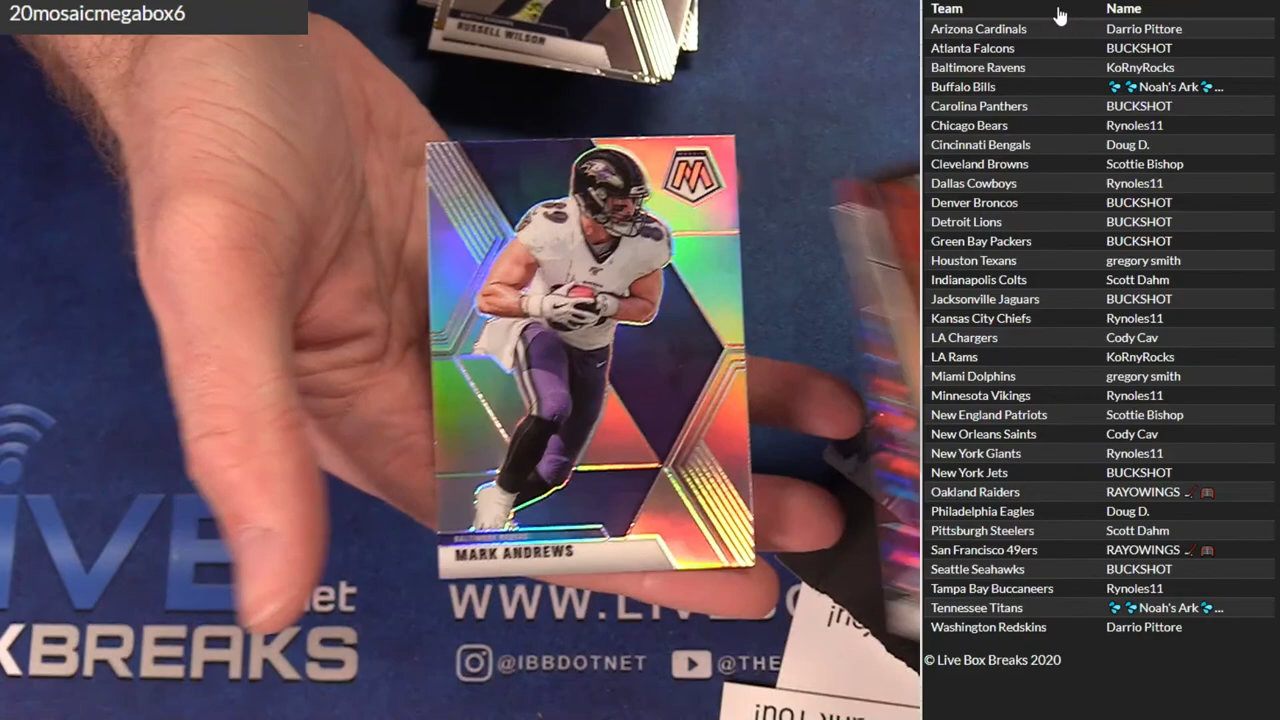 20mosaicmegabox6
RUSSELL WILSON
MARK ANDREWS
LIVE
net
XBREAKS
WWW.LIVE
@IBBDOTNET
@THE
Team Name
Arizona Cardinals Darrio Pittore
Atlanta Falcons BUCKSHOT
Baltimore Ravens KoRnyRocks
Buffalo Bills 💦💦Noah's Ark💦...
Carolina Panthers BUCKSHOT
Chicago Bears Rynoles11
Cincinnati Bengals Doug D.
Cleveland Browns Scottie Bishop
Dallas Cowboys Rynoles11
Denver Broncos BUCKSHOT
Detroit Lions BUCKSHOT
Green Bay Packers BUCKSHOT
Houston Texans gregory smith
Indianapolis Colts Scott Dahm
Jacksonville Jaguars BUCKSHOT
Kansas City Chiefs Rynoles11
LA Chargers Cody Cav
LA Rams KoRnyRocks
Miami Dolphins gregory smith
Minnesota Vikings Rynoles11
New England Patriots Scottie Bishop
New Orleans Saints Cody Cav
New York Giants Rynoles11
New York Jets BUCKSHOT
Oakland Raiders RAYOWINGS
Philadelphia Eagles Doug D.
Pittsburgh Steelers Scott Dahm
San Francisco 49ers RAYOWINGS
Seattle Seahawks BUCKSHOT
Tampa Bay Buccaneers Rynoles11
Tennessee Titans 💦💦Noah's Ark💦...
Washington Redskins Darrio Pittore
© Live Box Breaks 2020